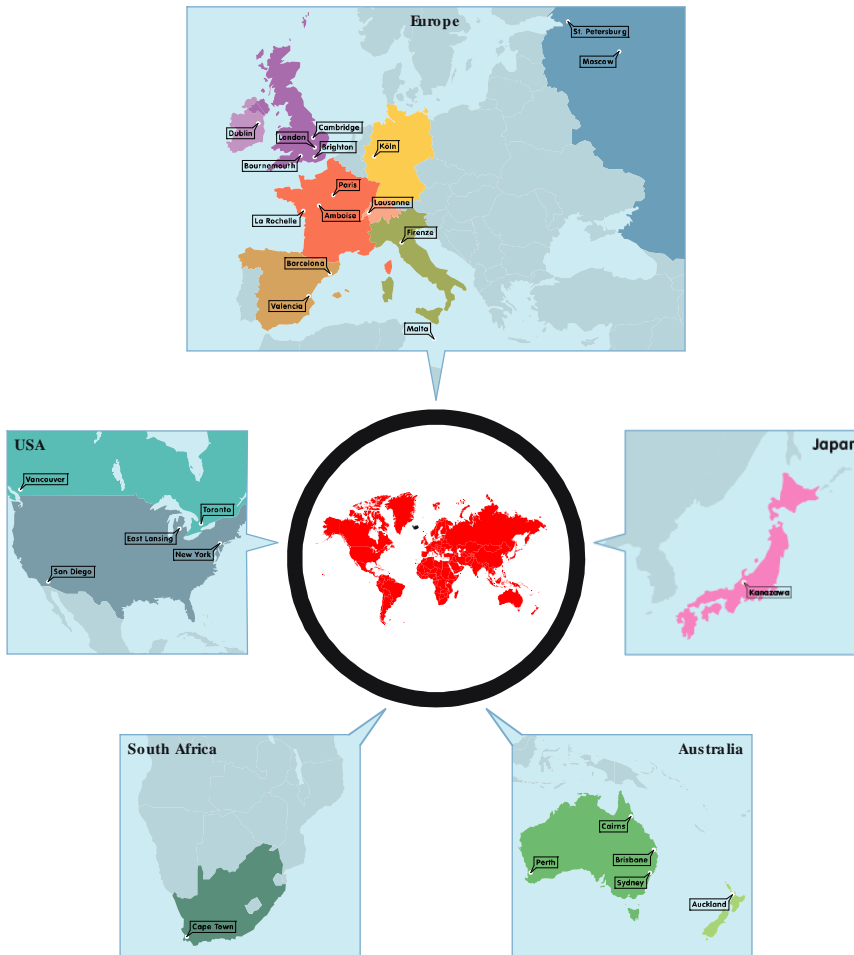 Europe
St. Petersburg
Moscow
Dublin
Cambridge
London
Brighton
Bournemouth
Köln
Paris
Lausanne
La Rochelle
Amboise
Firenze
Barcelona
Valencia
Malta
USA
Vancouver
Toronto
East Lansing
New York
San Diego
Japan
Kanazawa
South Africa
Cape Town
Australia
Cairns
Brisbane
Perth
Sydney
Auckland